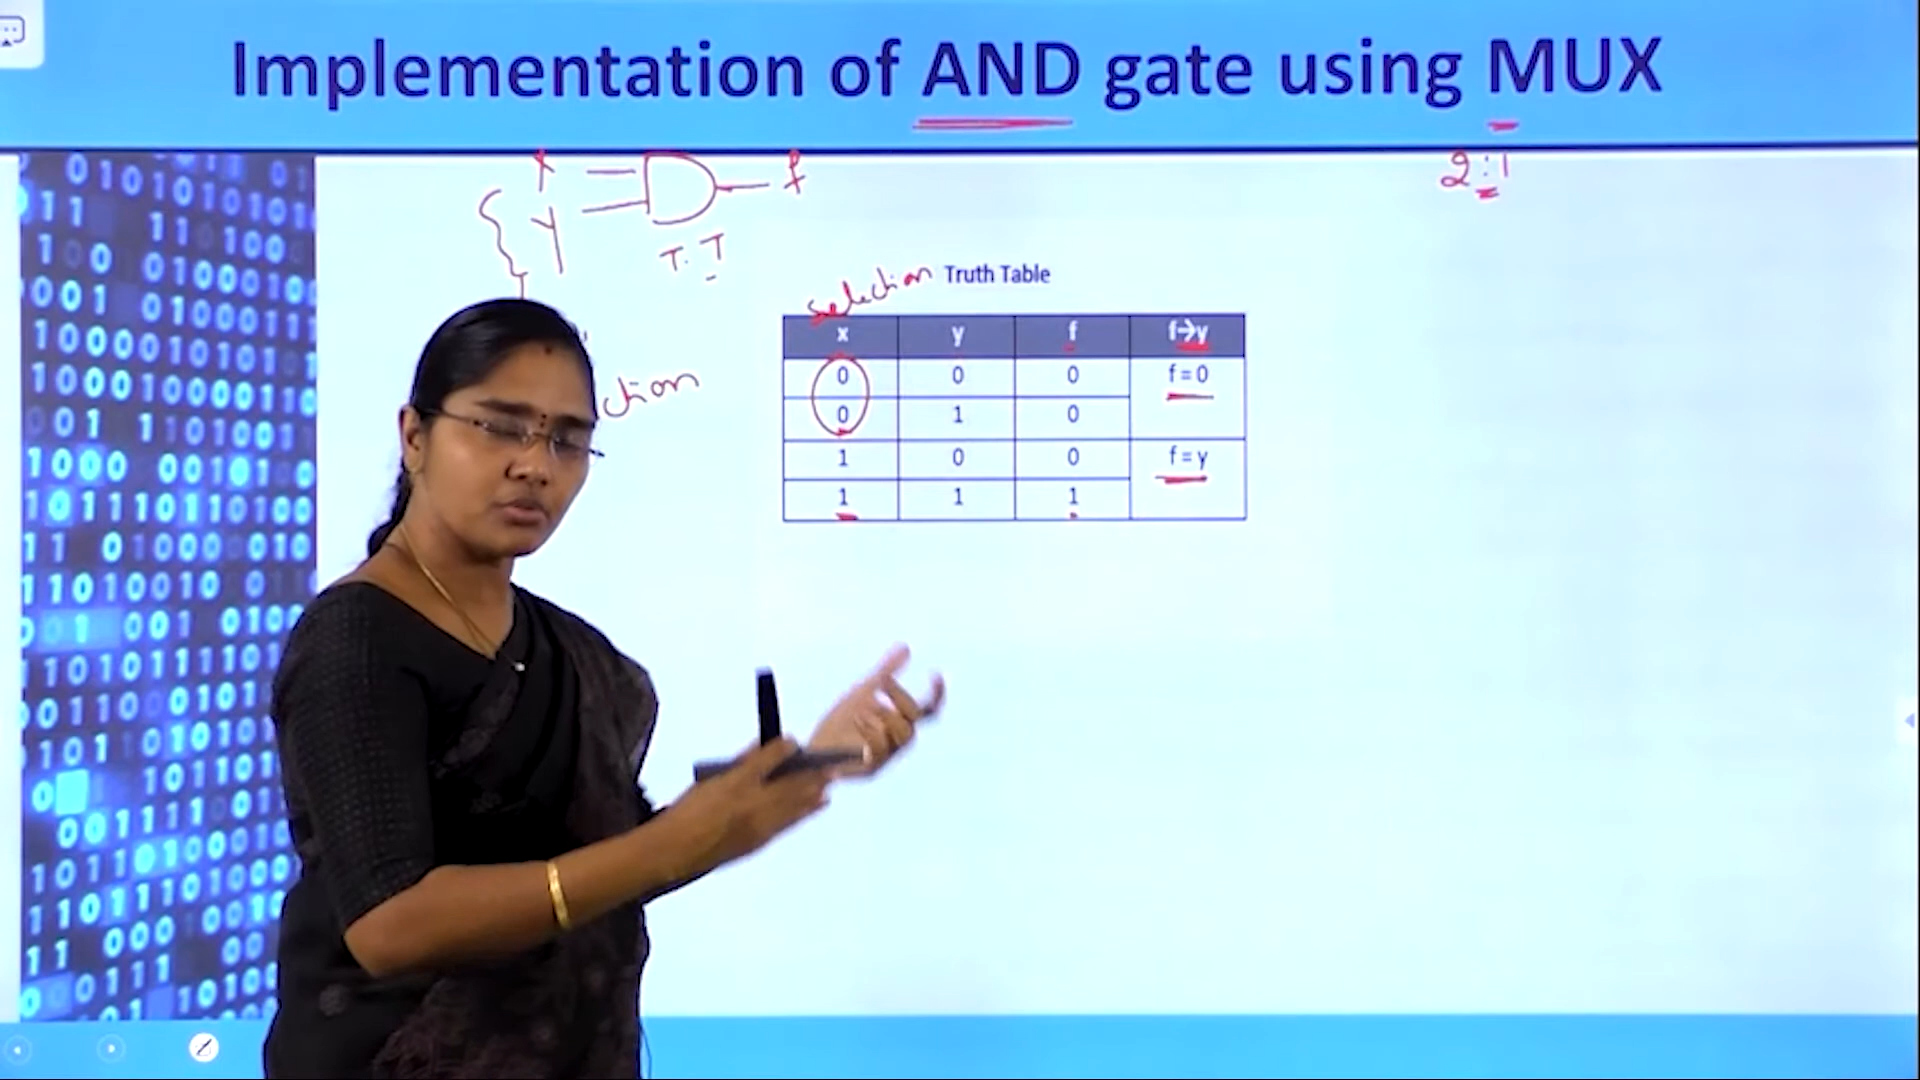 Implementation of AND gate using MUX
2:1
x
f
y
T.T
selection Truth Table
ction
x y f f→y
0 0 0 f=0
0 1 0
1 0 0 f=y
1 1 1